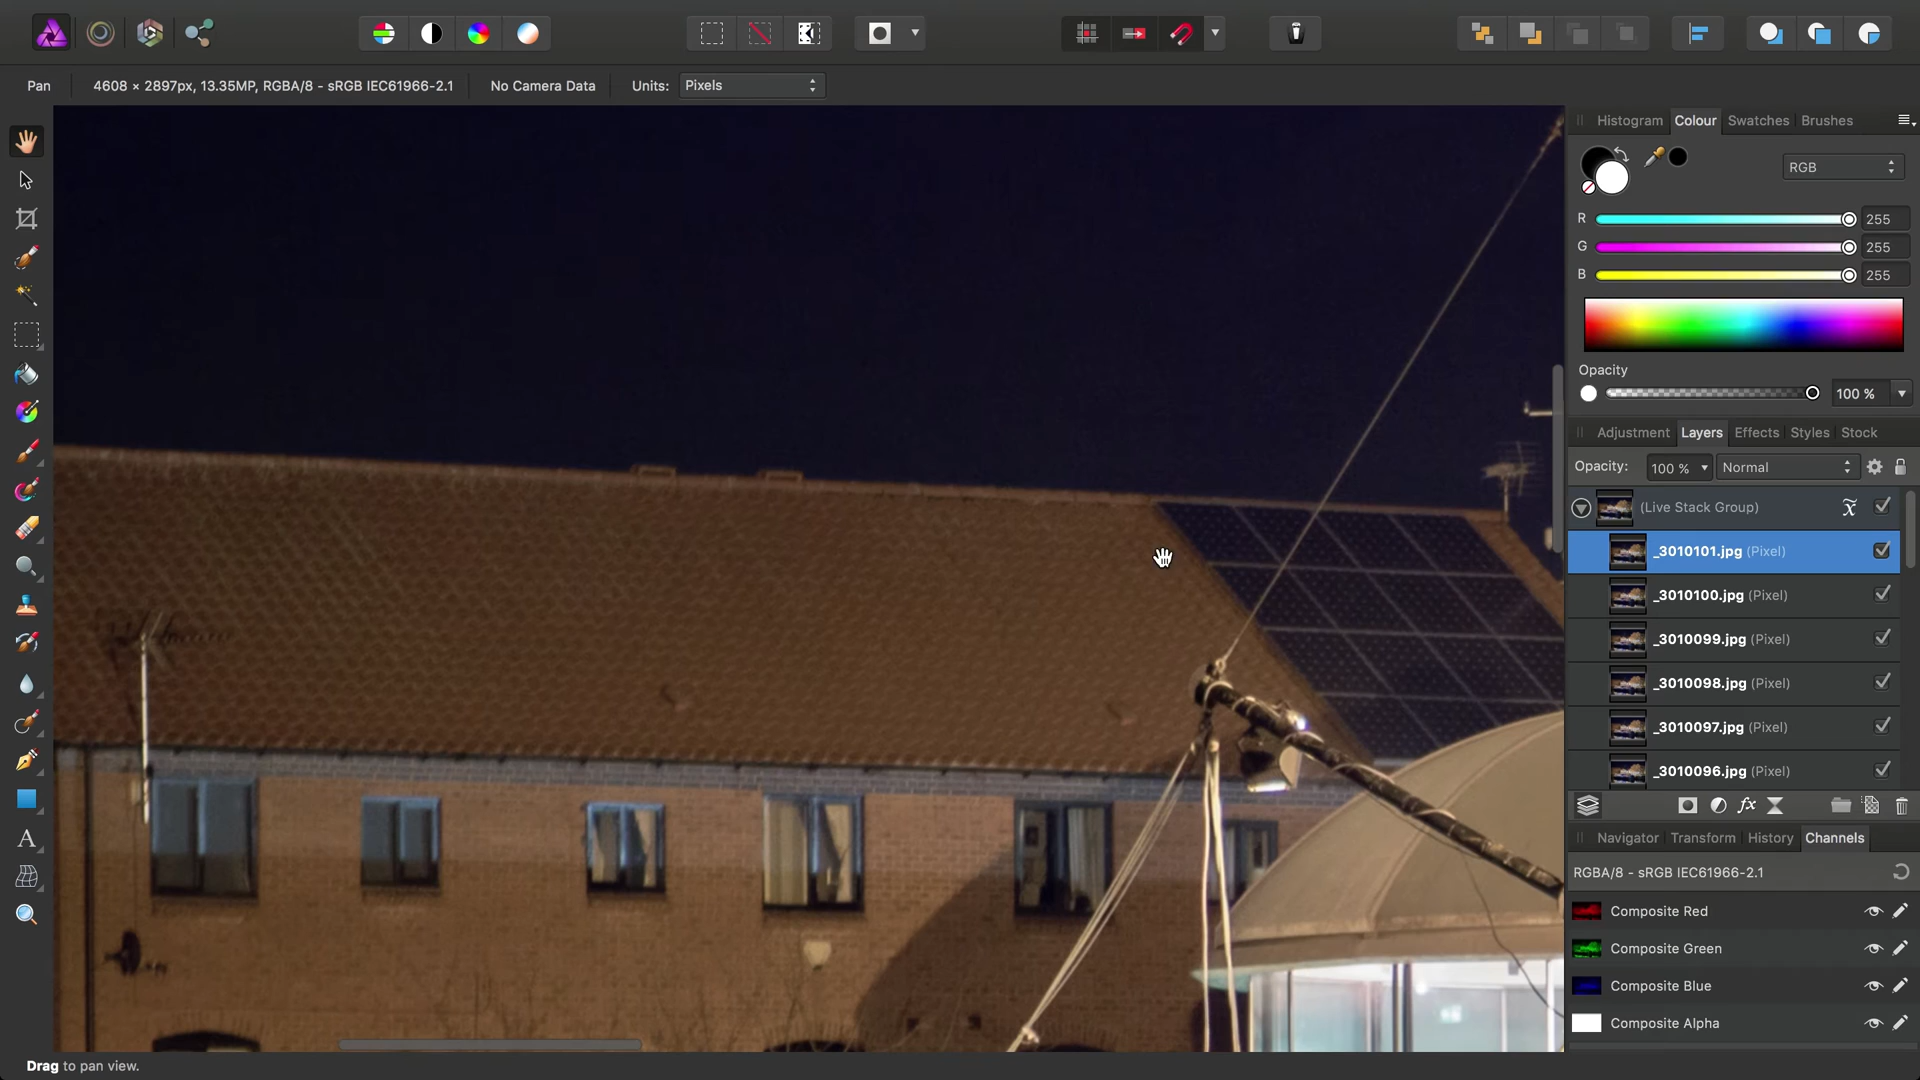 Pan
4608 × 2897px, 13.35MP, RGBA/8 - sRGB IEC61966-2.1
No Camera Data
Units: Pixels
Histogram Colour Swatches Brushes
RGB
R 255
G 255
B 255
Opacity
100 %
Adjustment Layers Effects Styles Stock
Opacity: 100 % Normal
(Live Stack Group)
_3010101.jpg (Pixel)
_3010100.jpg (Pixel)
_3010099.jpg (Pixel)
_3010098.jpg (Pixel)
_3010097.jpg (Pixel)
_3010096.jpg (Pixel)
Navigator Transform History Channels
RGBA/8 - sRGB IEC61966-2.1
Composite Red
Composite Green
Composite Blue
Composite Alpha
Drag to pan view.